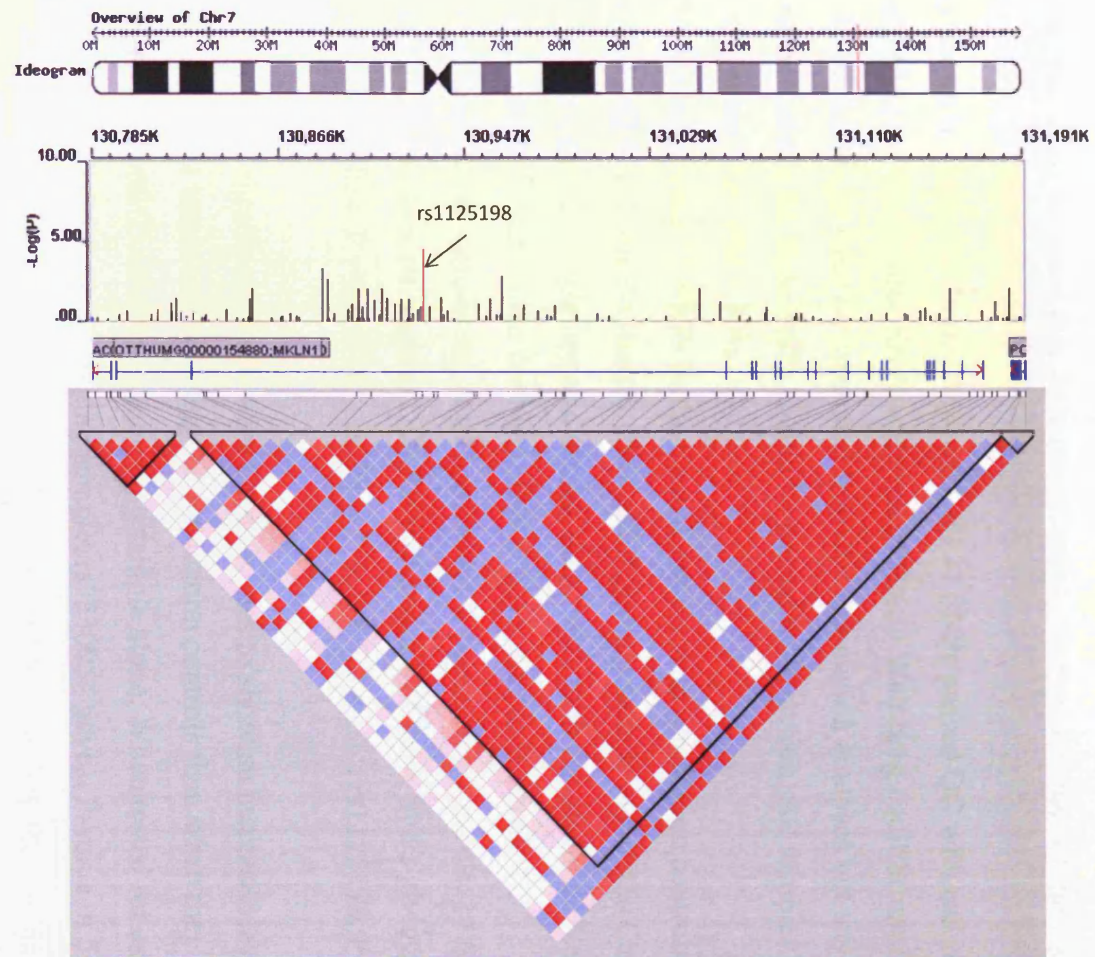 Overview of Chr7
0M 10M 20M 30M 40M 50M 60M 70M 80M 90M 100M 110M 120M 130M 140M 150M
Ideogram
130,785K 130,866K 130,947K 131,029K 131,110K 131,191K
10.00
rs1125198
5.00
-Log(P)
.00
AC(OTTHUMG00000154880;MKLN1) PC